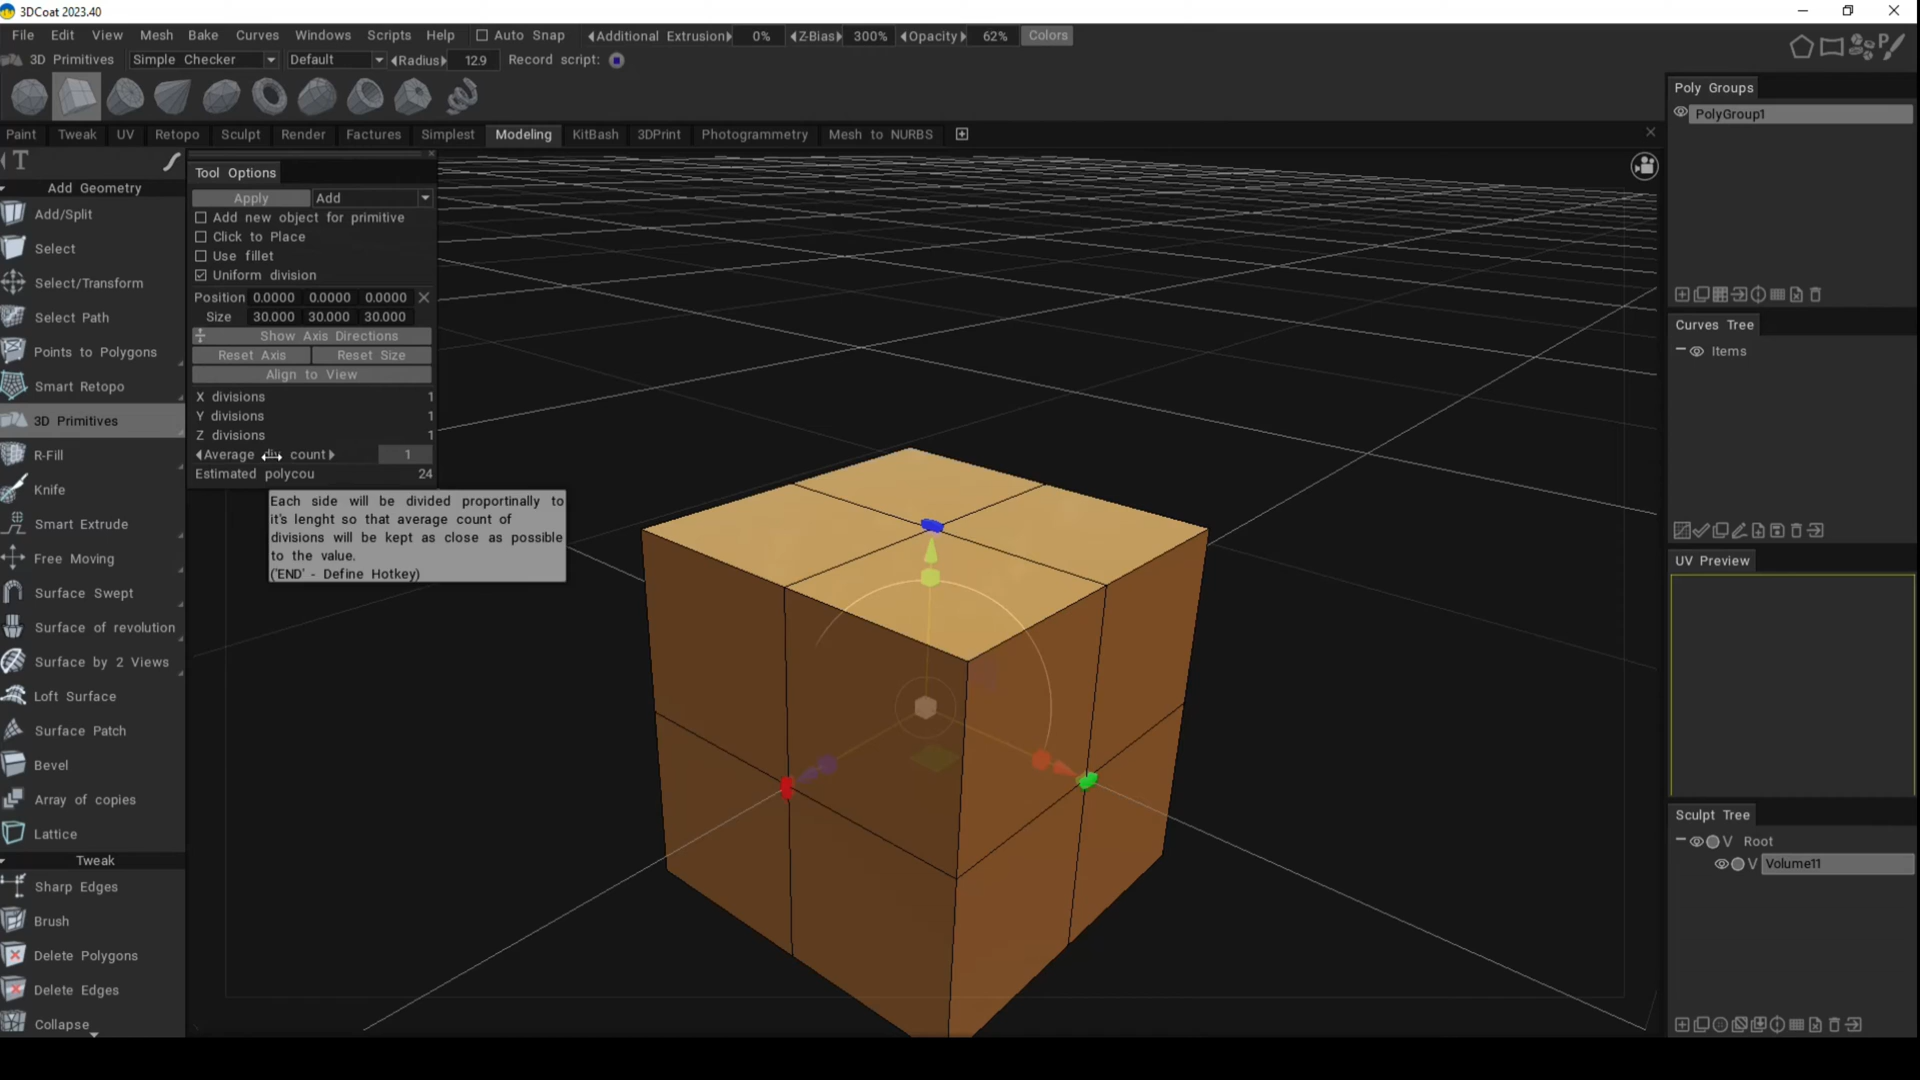 3DCoat 2023.40
File Edit View Mesh Bake Curves Windows Scripts Help Auto Snap Additional Extrusion 0% Z-Bias 300% Opacity 62% Colors
3D Primitives Simple Checker Default Radius 12.9 Record script:
Paint Tweak UV Retopo Sculpt Render Factures Simplest Modeling KitBash 3DPrint Photogrammetry Mesh to NURBS
T
Add Geometry
Add/Split
Select
Select/Transform
Select Path
Points to Polygons
Smart Retopo
3D Primitives
R-Fill
Knife
Smart Extrude
Free Moving
Surface Swept
Surface of revolution
Surface by 2 Views
Loft Surface
Surface Patch
Bevel
Array of copies
Lattice
Tweak
Sharp Edges
Brush
Delete Polygons
Delete Edges
Collapse
Tool Options
Apply Add
Add new object for primitive
Click to Place
Use fillet
Uniform division
Position 0.0000 0.0000 0.0000
Size 30.000 30.000 30.000
Show Axis Directions
Reset Axis Reset Size
Align to View
X divisions 1
Y divisions 1
Z divisions 1
Average div count 1
Estimated polycou 24
Each side will be divided proportinally to
it's lenght so that average count of
divisions will be kept as close as possible
to the value.
('END' - Define Hotkey)
Poly Groups
PolyGroup1
Curves Tree
Items
UV Preview
Sculpt Tree
V Root
V Volume11